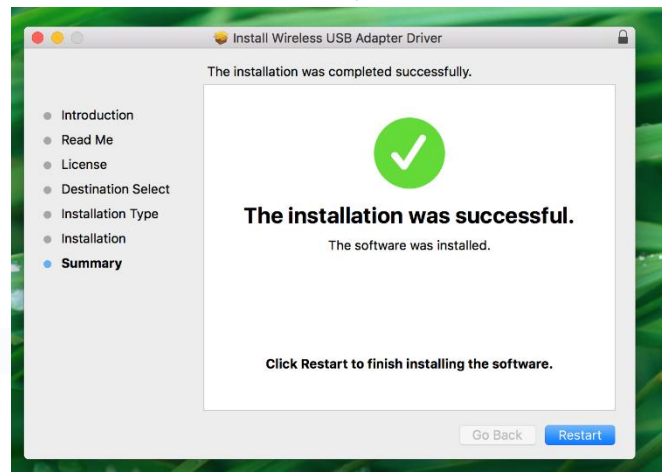 Install Wireless USB Adapter Driver
The installation was completed successfully.
Introduction
Read Me
License
Destination Select
Installation Type
Installation
Summary
The installation was successful.
The software was installed.
Click Restart to finish installing the software.
Go Back Restart